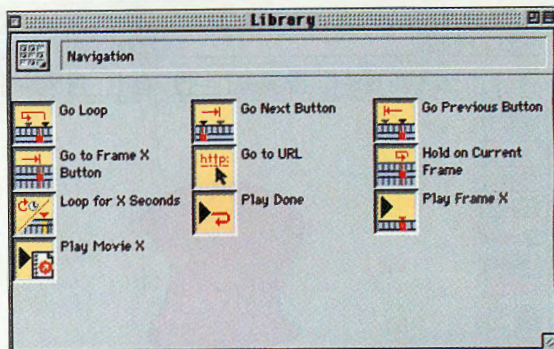 Library
Navigation
Go Loop
Go Next Button
Go Previous Button
Go to Frame X
Button
http:
Go to URL
Hold on Current
Frame
Loop for X Seconds
Play Done
Play Frame X
Play Movie X